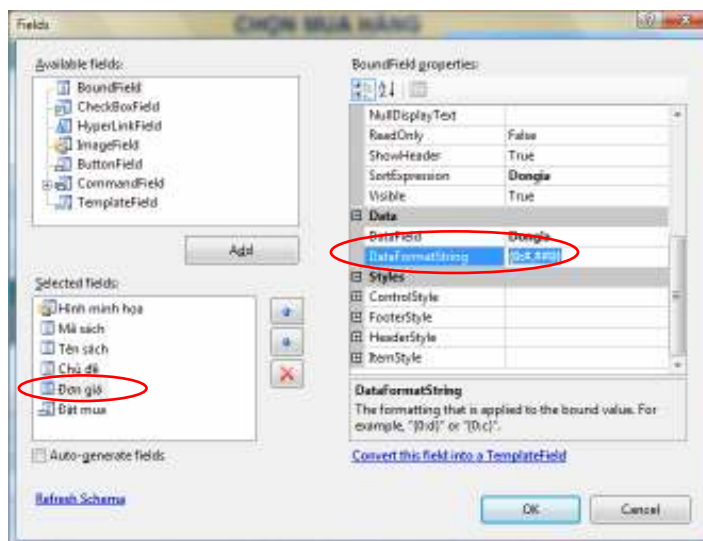 Fields
CHỌN MUA HÀNG
Available fields:
BoundField
CheckBoxField
HyperLinkField
ImageField
ButtonField
CommandField
TemplateField
Add
Selected fields:
Hình minh họa
Mã sách
Tên sách
Chủ đề
Đơn giá
Đặt mua
Auto-generate fields
Refresh Schema
BoundField properties:
NullDisplayText
ReadOnly False
ShowHeader True
SortExpression Dongia
Visible True
Data
DataField Dongia
DataFormatString
Styles
ControlStyle
FooterStyle
HeaderStyle
ItemStyle
DataFormatString
The formatting that is applied to the bound value. For
example, "{0:d}" or "{0:c}".
Convert this field into a TemplateField
OK
Cancel